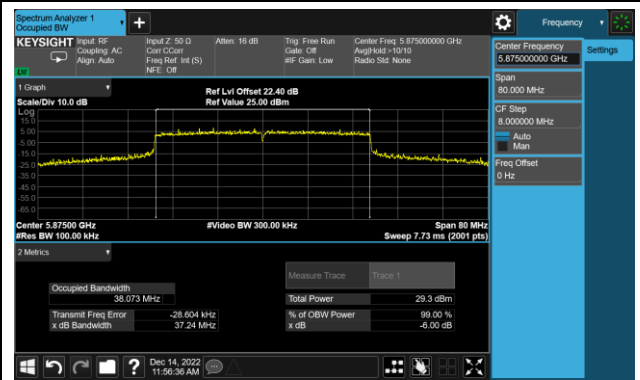 Spectrum Analyzer 1
Occupied BW
Frequency
KEYSIGHT
Input: RF
Coupling: AC
Align: Auto
Input Z: 50 Ω
Corr CCorr
Freq Ref: Int (S)
NFE: Off
Atten: 16 dB
Trig: Free Run
Gate: Off
#IF Gain: Low
Center Freq: 5.875000000 GHz
Avg|Hold:>10/10
Radio Std: None
Center Frequency
5.875000000 GHz
Settings
Span
80.000 MHz
CF Step
8.000000 MHz
Auto
Man
Freq Offset
0 Hz
1 Graph
Scale/Div 10.0 dB
Ref Lvl Offset 22.40 dB
Ref Value 25.00 dBm
Log
15.0
5.00
-5.00
-15.0
-25.0
-35.0
-45.0
-55.0
-65.0
Center 5.87500 GHz
#Video BW 300.00 kHz
Span 80 MHz
#Res BW 100.00 kHz
Sweep 7.73 ms (2001 pts)
2 Metrics
Measure Trace
Trace 1
Occupied Bandwidth
38.073 MHz
Total Power
29.3 dBm
Transmit Freq Error
-28.604 kHz
% of OBW Power
99.00 %
x dB Bandwidth
37.24 MHz
x dB
-6.00 dB
Dec 14, 2022
11:56:36 AM